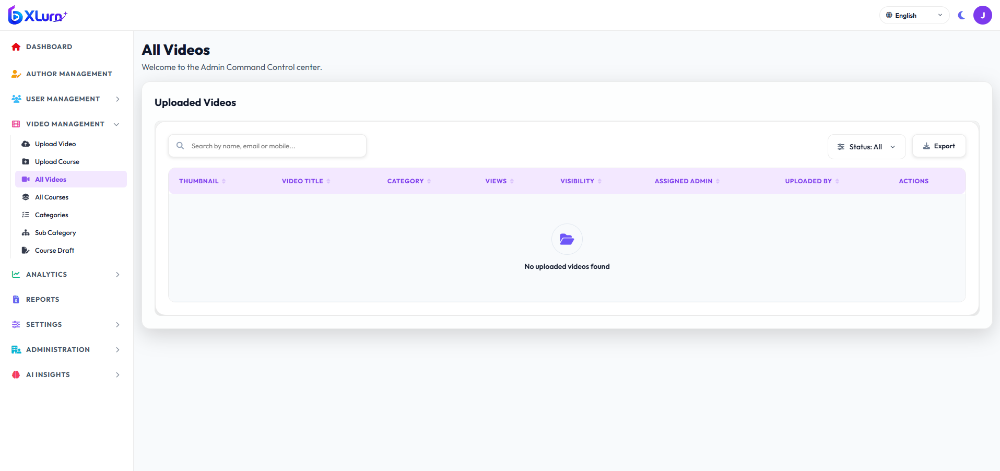 XLurn
English
J
DASHBOARD
AUTHOR MANAGEMENT
USER MANAGEMENT
VIDEO MANAGEMENT
Upload Video
Upload Course
All Videos
All Courses
Categories
Sub Category
Course Draft
ANALYTICS
REPORTS
SETTINGS
ADMINISTRATION
AI INSIGHTS
All Videos
Welcome to the Admin Command Control center.
Uploaded Videos
Search by name, email or mobile...
Status: All
Export
THUMBNAIL VIDEO TITLE CATEGORY VIEWS VISIBILITY ASSIGNED ADMIN UPLOADED BY ACTIONS
No uploaded videos found